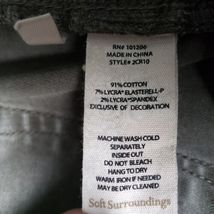 RN# 101206
MADE IN CHINA
STYLE# 2CR10
91% COTTON
7% LYCRA® ELASTERELL-P
2% LYCRA® SPANDEX
EXCLUSIVE OF DECORATION
MACHINE WASH COLD
SEPARATELY
INSIDE OUT
DO NOT BLEACH
HANG TO DRY
WARM IRON IF NEEDED
MAY BE DRY CLEANED
Soft Surroundings